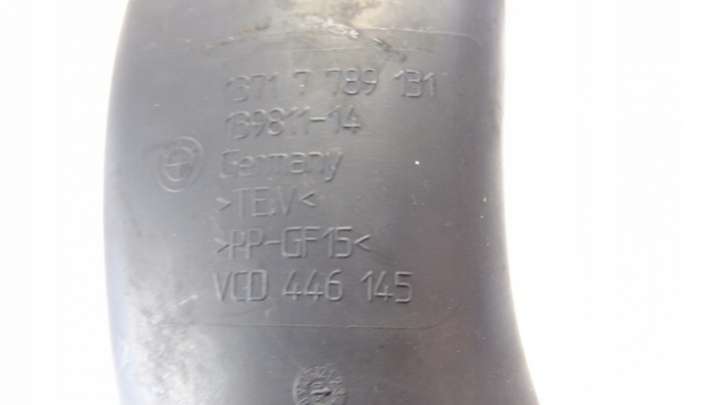 1371 7 789 131
139811-14
Germany
>TEV<
>PP-GF15<
VCD 446 145